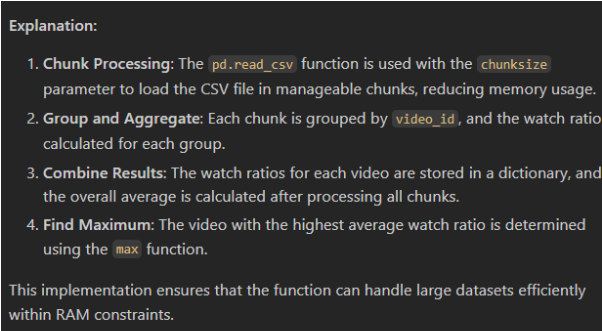 Explanation:
1. Chunk Processing: The pd.read_csv function is used with the chunksize
parameter to load the CSV file in manageable chunks, reducing memory usage.
2. Group and Aggregate: Each chunk is grouped by video_id, and the watch ratio
calculated for each group.
3. Combine Results: The watch ratios for each video are stored in a dictionary, and
the overall average is calculated after processing all chunks.
4. Find Maximum: The video with the highest average watch ratio is determined
using the max function.
This implementation ensures that the function can handle large datasets efficiently
within RAM constraints.